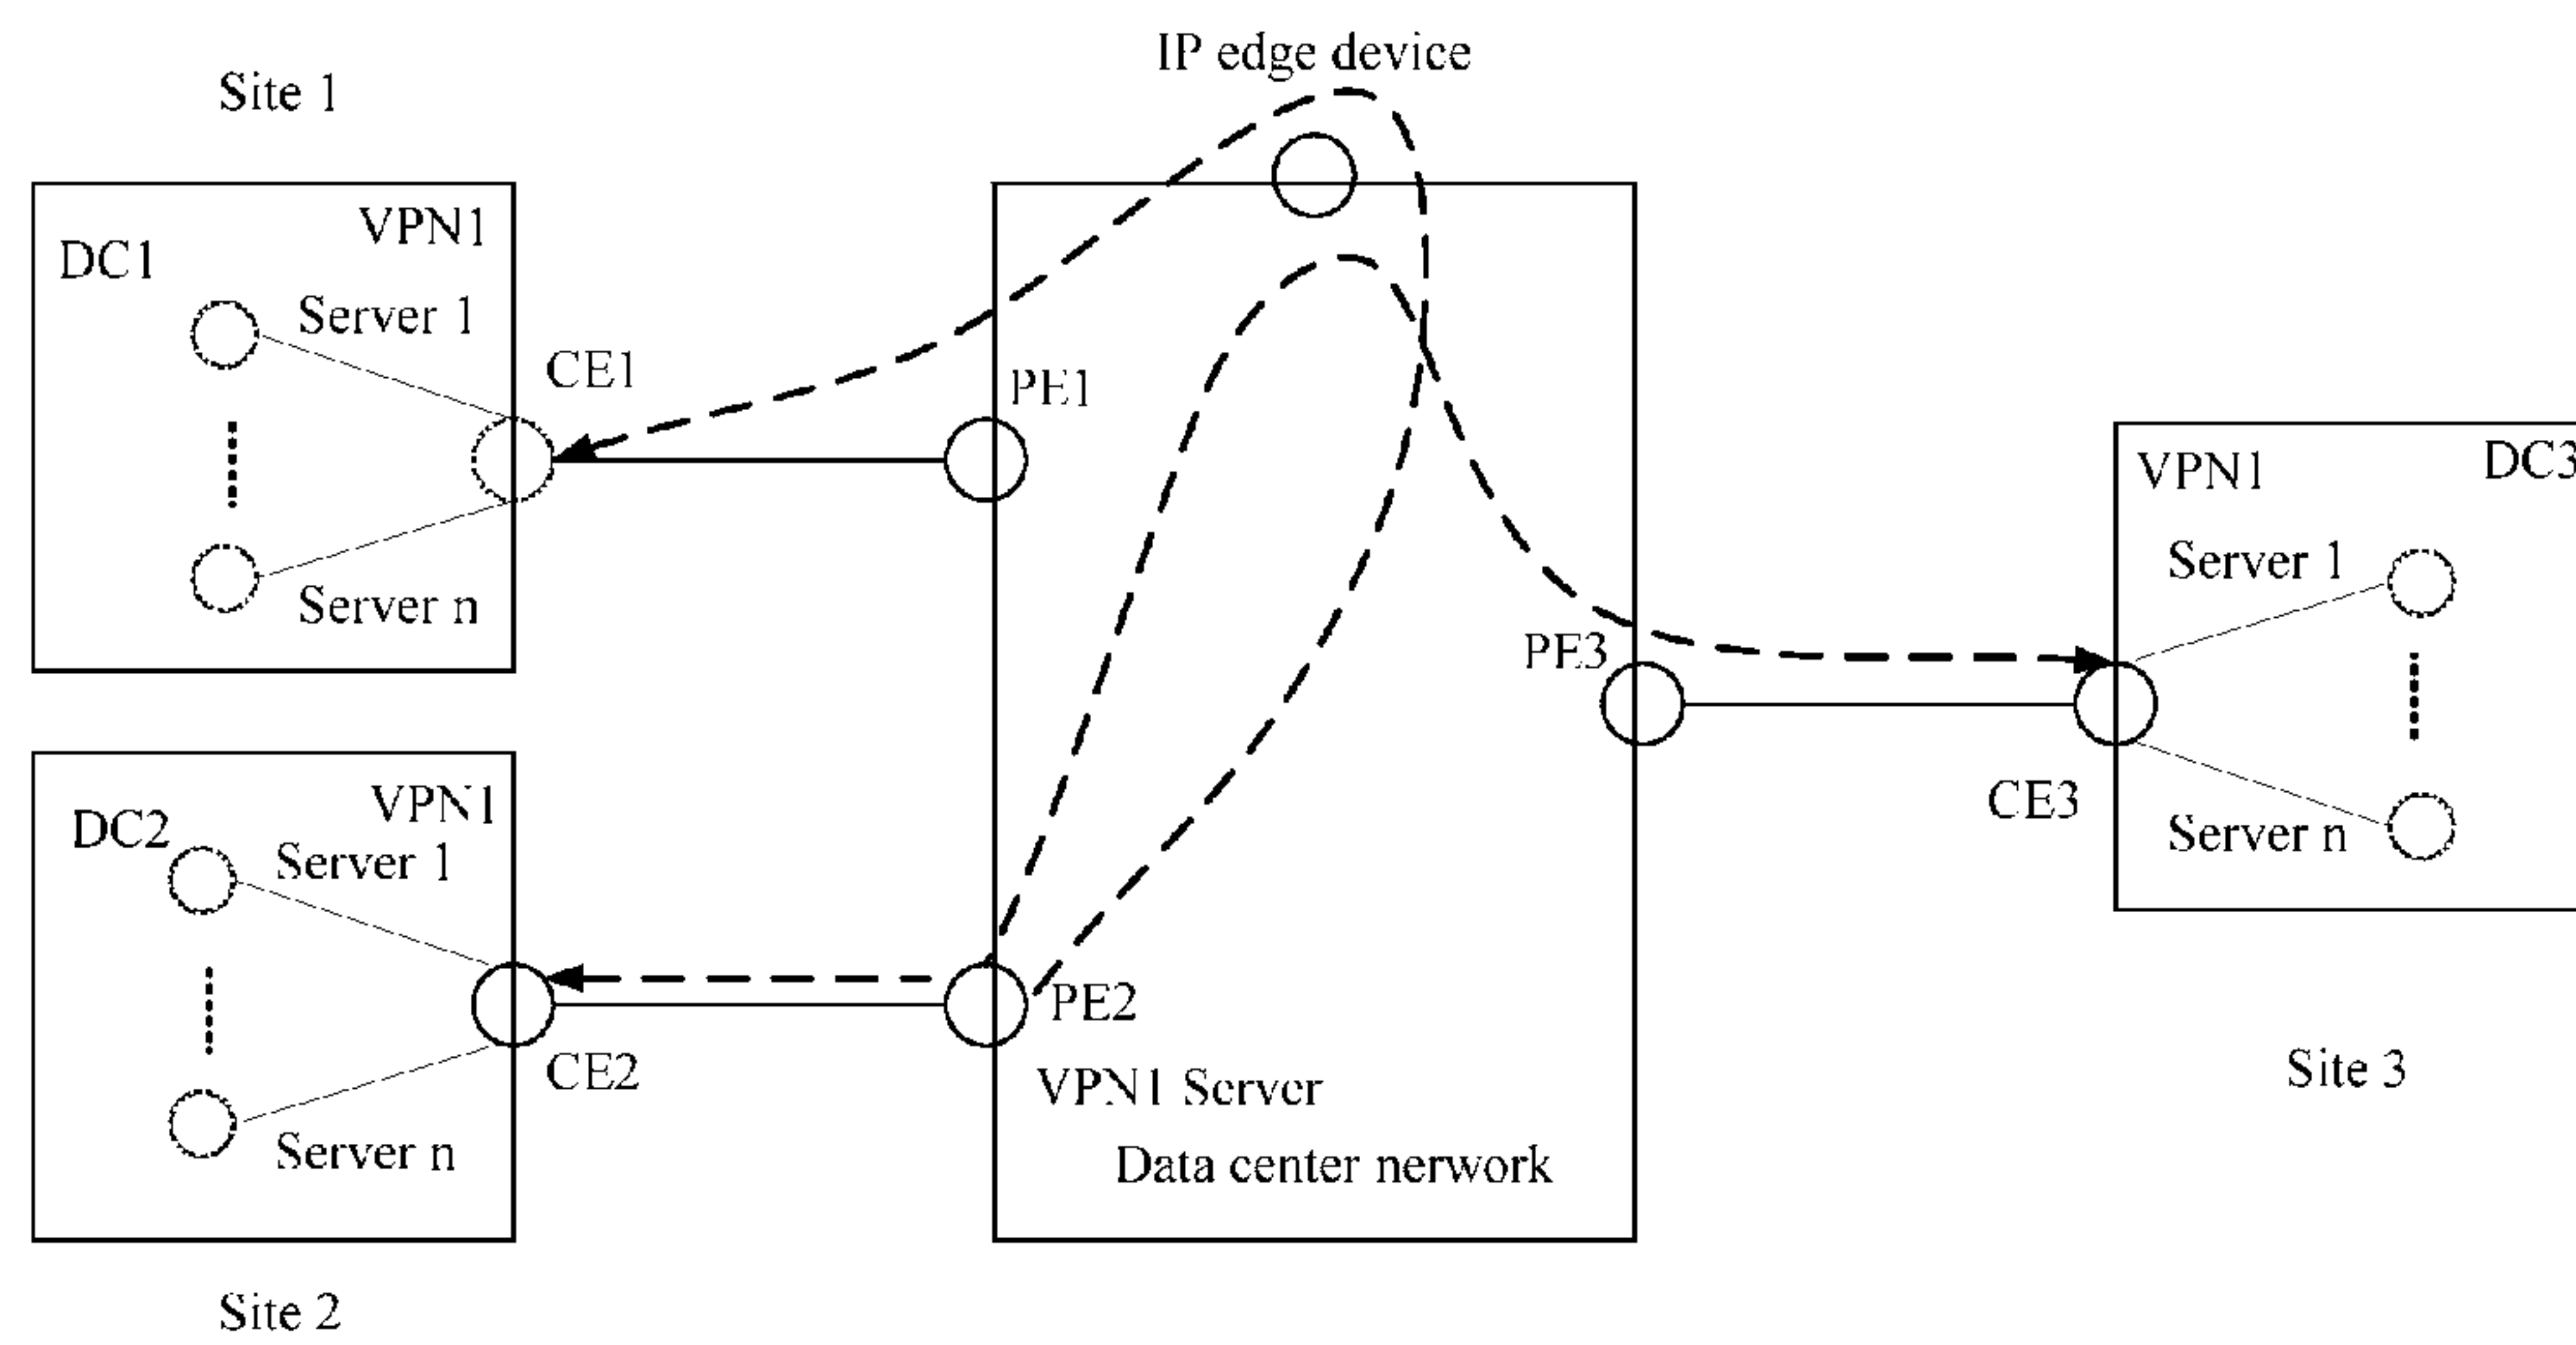 IP edge device
Site 1
VPN1
DC1
Server 1
CE1
PE1
Server n
VPN1
DC3
Server 1
PE3
CE3
Server n
VPN1
DC2
Server 1
PE2
CE2
VPN1 Server
Server n
Data center nerwork
Site 3
Site 2